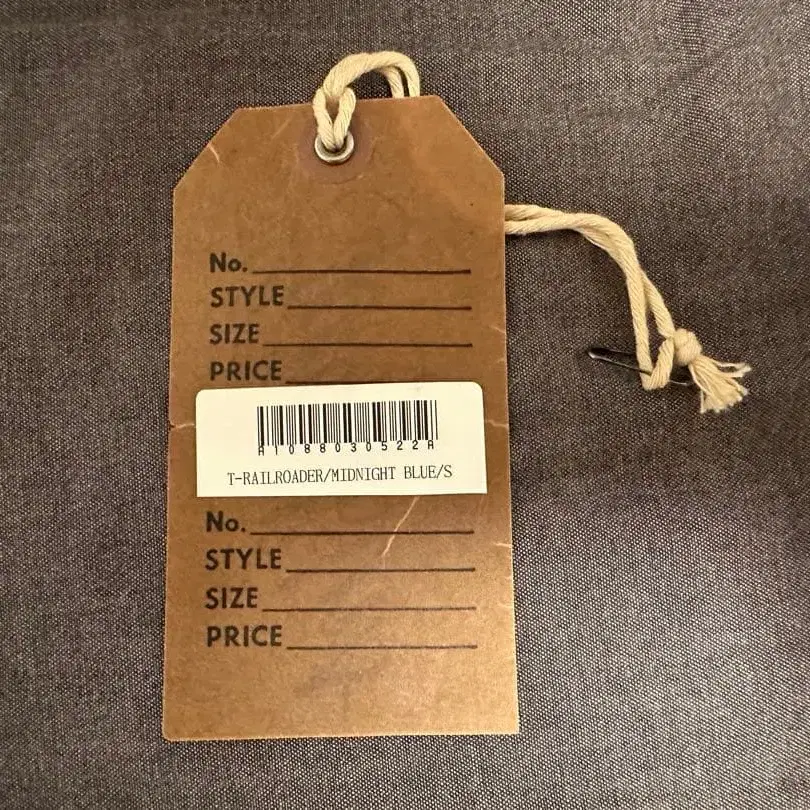 No.
STYLE
SIZE
PRICE
A1088030522A
T-RAILROADER/MIDNIGHT BLUE/S
No.
STYLE
SIZE
PRICE